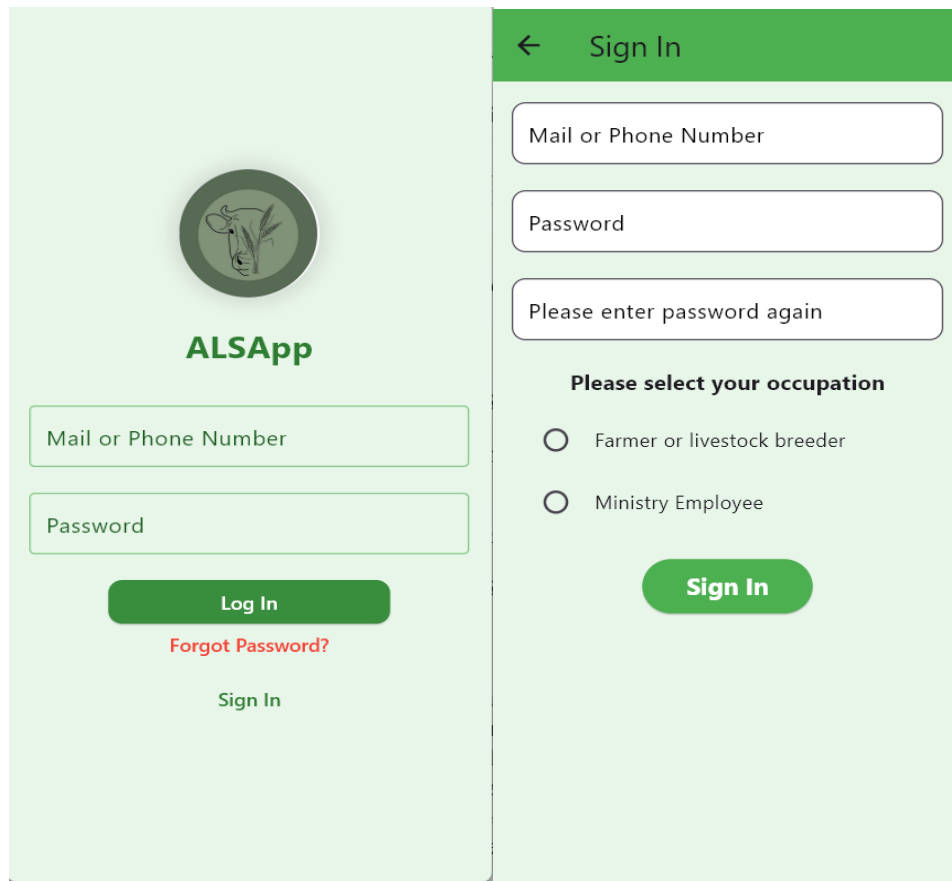 ALSApp
Mail or Phone Number
Password
Log In
Forgot Password?
Sign In
Sign In
Mail or Phone Number
Password
Please enter password again
Please select your occupation
Farmer or livestock breeder
Ministry Employee
Sign In